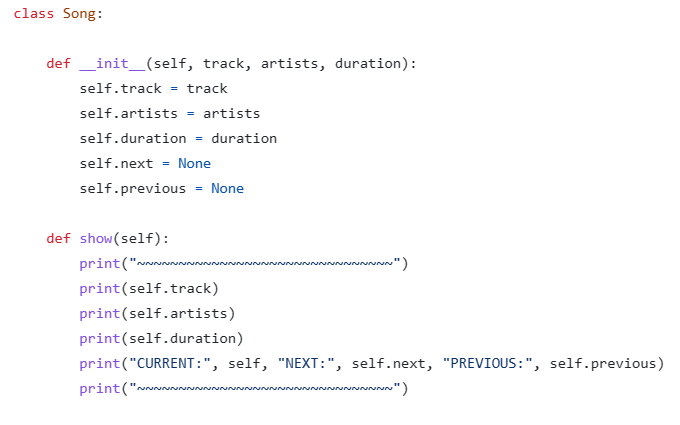 class Song:
def __init__(self, track, artists, duration):
self.track = track
self.artists = artists
self.duration = duration
self.next = None
self.previous = None
def show(self):
print("~~~~~~~~~~~~~~~~~~~~~~~~~~~~~~~")
print(self.track)
print(self.artists)
print(self.duration)
print("CURRENT:", self, "NEXT:", self.next, "PREVIOUS:", self.previous)
print("~~~~~~~~~~~~~~~~~~~~~~~~~~~~~~~")